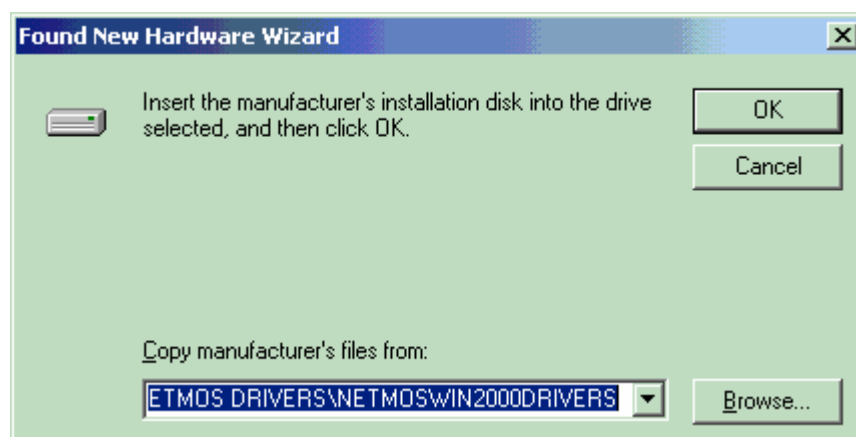 Found New Hardware Wizard
Insert the manufacturer's installation disk into the drive
selected, and then click OK.
OK
Cancel
Copy manufacturer's files from:
ETMOS DRIVERS\NETMOSWIN2000DRIVERS
Browse...